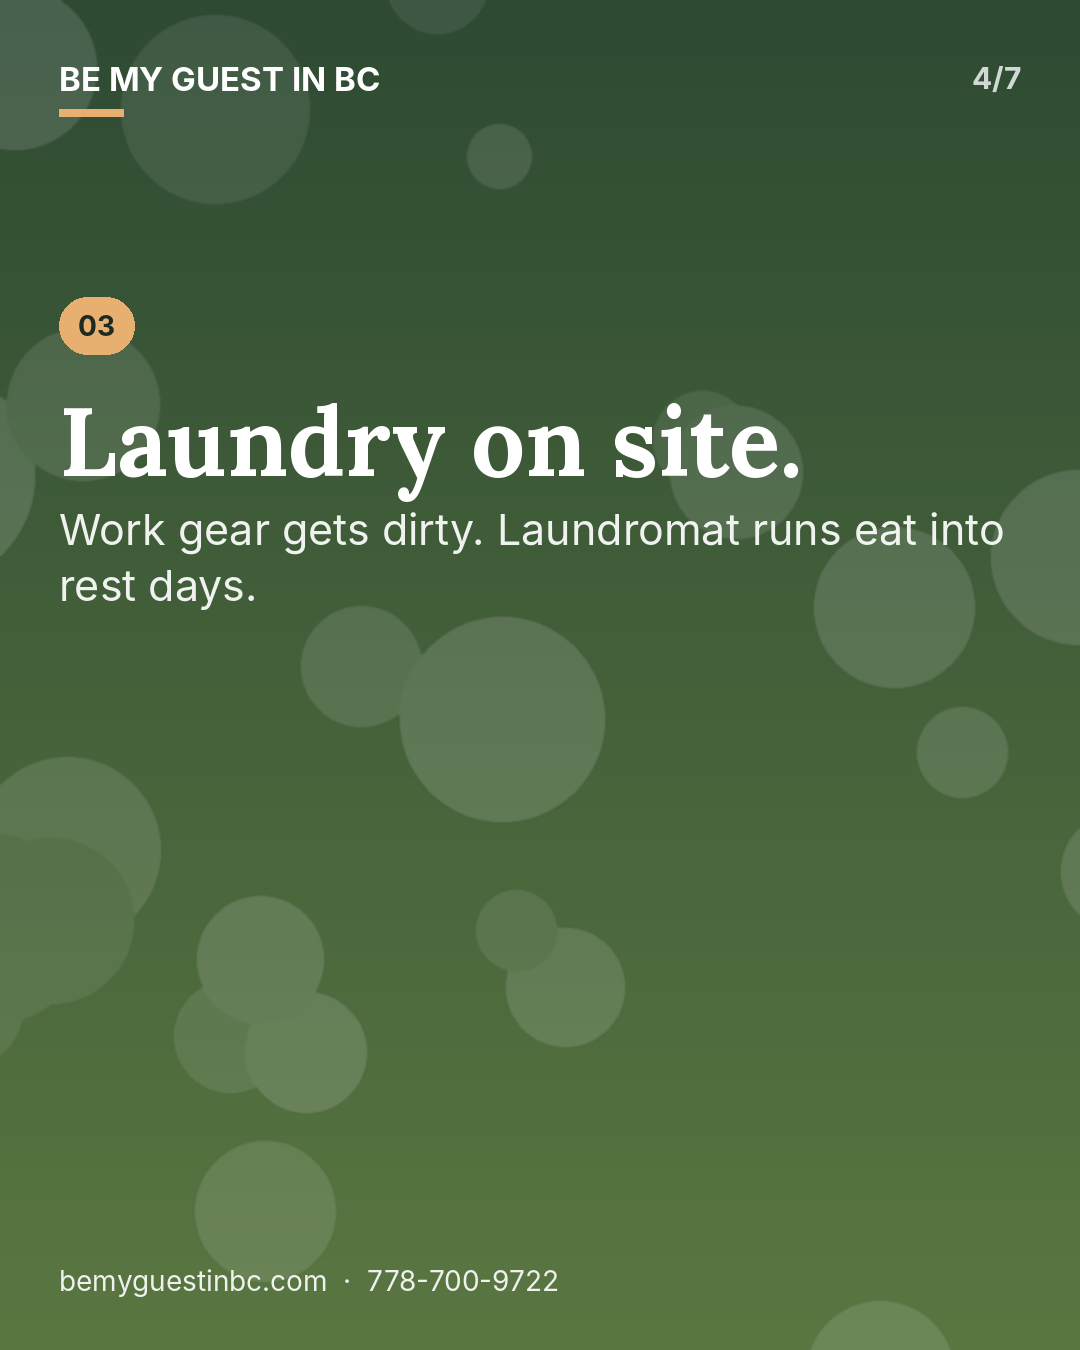 BE MY GUEST IN BC
4/7
03
Laundry on site.
Work gear gets dirty. Laundromat runs eat into
rest days.
bemyguestinbc.com · 778-700-9722